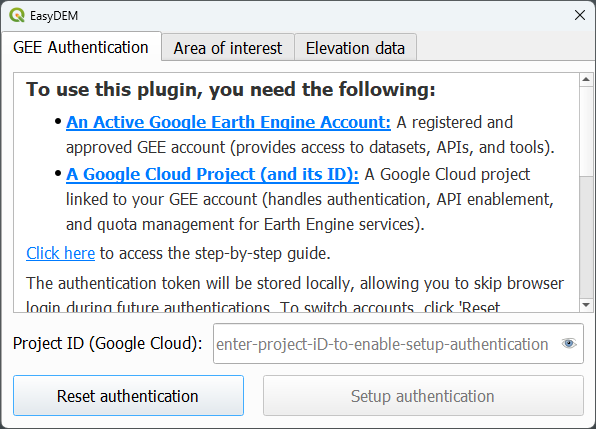 EasyDEM
GEE Authentication
Area of interest
Elevation data
To use this plugin, you need the following:
• An Active Google Earth Engine Account: A registered and
approved GEE account (provides access to datasets, APIs, and tools).
• A Google Cloud Project (and its ID): A Google Cloud project
linked to your GEE account (handles authentication, API enablement,
and quota management for Earth Engine services).
Click here to access the step-by-step guide.
The authentication token will be stored locally, allowing you to skip browser
login during future authentications. To switch accounts, click 'Reset
Project ID (Google Cloud):
enter-project-iD-to-enable-setup-authentication
Reset authentication
Setup authentication